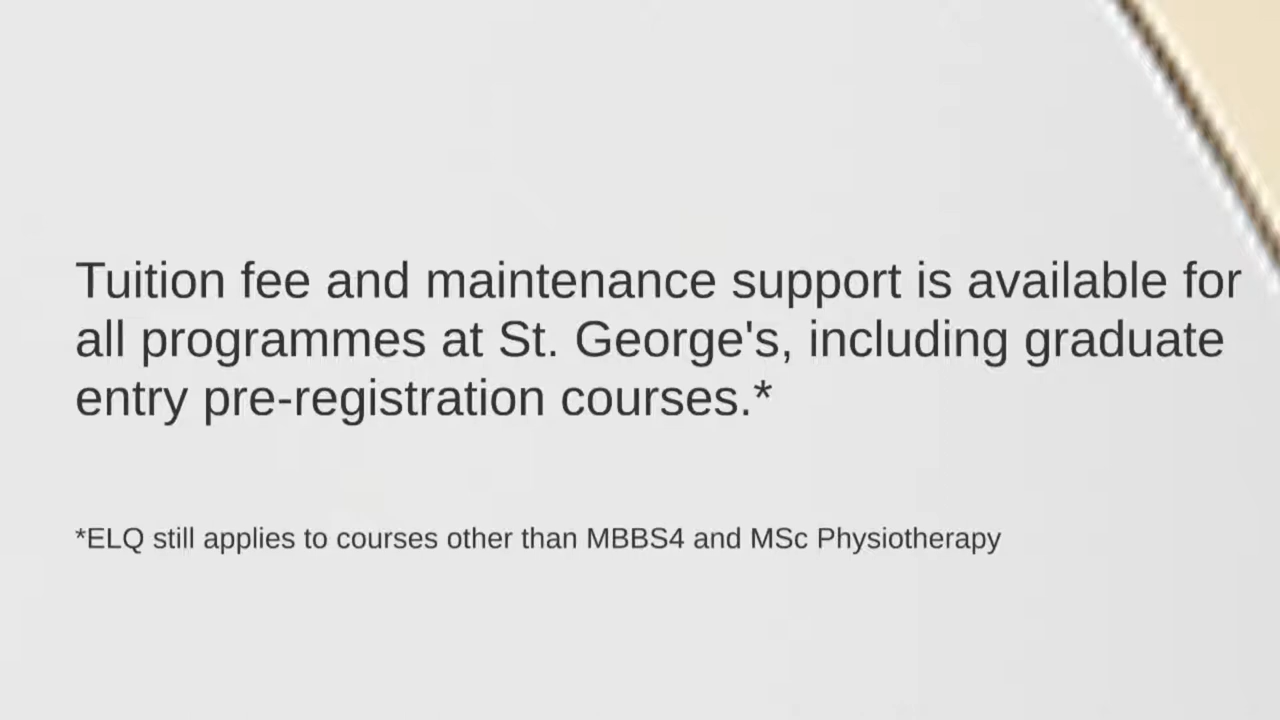 Tuition fee and maintenance support is available for
all programmes at St. George's, including graduate
entry pre-registration courses.*
*ELQ still applies to courses other than MBBS4 and MSc Physiotherapy